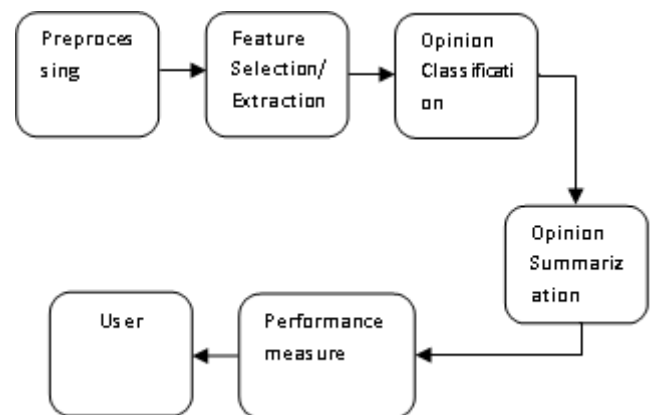 Preproces
sing
Feature
Selection/
Extraction
Opinion
Classificati
on
Opinion
Summariz
ation
Performance
measure
User